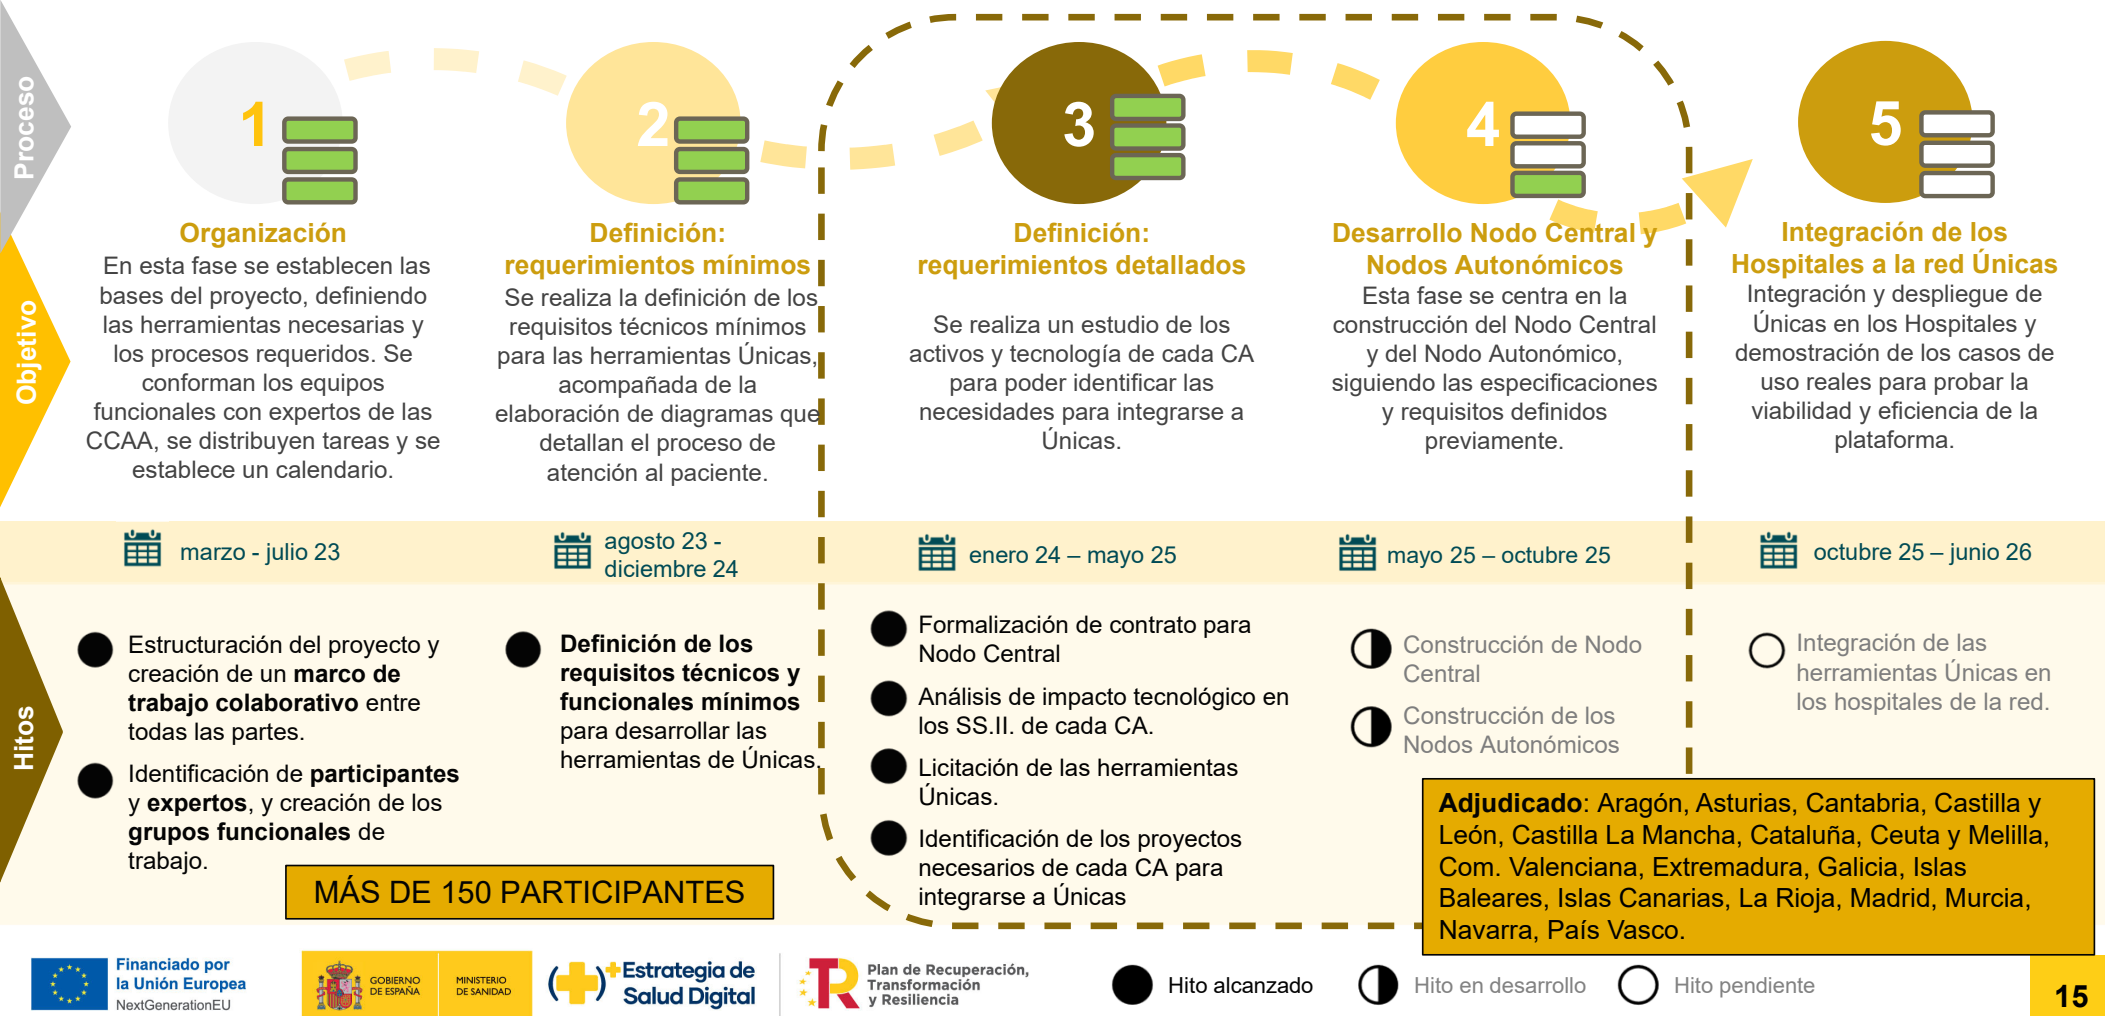 Proceso
1
2
3
4
5
Objetivo
Organización
En esta fase se establecen las
bases del proyecto, definiendo
las herramientas necesarias y
los procesos requeridos. Se
conforman los equipos
funcionales con expertos de las
CCAA, se distribuyen tareas y se
establece un calendario.
Definición:
requerimientos mínimos
Se realiza la definición de los
requisitos técnicos mínimos
para las herramientas Únicas,
acompañada de la
elaboración de diagramas que
detallan el proceso de
atención al paciente.
Definición:
requerimientos detallados
Se realiza un estudio de los
activos y tecnología de cada CA
para poder identificar las
necesidades para integrarse a
Únicas.
Desarrollo Nodo Central y
Nodos Autonómicos
Esta fase se centra en la
construcción del Nodo Central
y del Nodo Autonómico,
siguiendo las especificaciones
y requisitos definidos
previamente.
Integración de los
Hospitales a la red Únicas
Integración y despliegue de
Únicas en los Hospitales y
demostración de los casos de
uso reales para probar la
viabilidad y eficiencia de la
plataforma.
marzo - julio 23
agosto 23 -
diciembre 24
enero 24 – mayo 25
mayo 25 – octubre 25
octubre 25 – junio 26
Hitos
Estructuración del proyecto y
creación de un marco de
trabajo colaborativo entre
todas las partes.
Identificación de participantes
y expertos, y creación de los
grupos funcionales de
trabajo.
MÁS DE 150 PARTICIPANTES
Definición de los
requisitos técnicos y
funcionales mínimos
para desarrollar las
herramientas de Únicas.
Formalización de contrato para
Nodo Central
Análisis de impacto tecnológico en
los SS.II. de cada CA.
Licitación de las herramientas
Únicas.
Identificación de los proyectos
necesarios de cada CA para
integrarse a Únicas
Construcción de Nodo
Central
Construcción de los
Nodos Autonómicos
Integración de las
herramientas Únicas en
los hospitales de la red.
Adjudicado: Aragón, Asturias, Cantabria, Castilla y
León, Castilla La Mancha, Cataluña, Ceuta y Melilla,
Com. Valenciana, Extremadura, Galicia, Islas
Baleares, Islas Canarias, La Rioja, Madrid, Murcia,
Navarra, País Vasco.
Financiado por
la Unión Europea
NextGenerationEU
GOBIERNO
DE ESPAÑA
MINISTERIO
DE SANIDAD
Estrategia de
Salud Digital
TR
Plan de Recuperación,
Transformación
y Resiliencia
Hito alcanzado
Hito en desarrollo
Hito pendiente
15